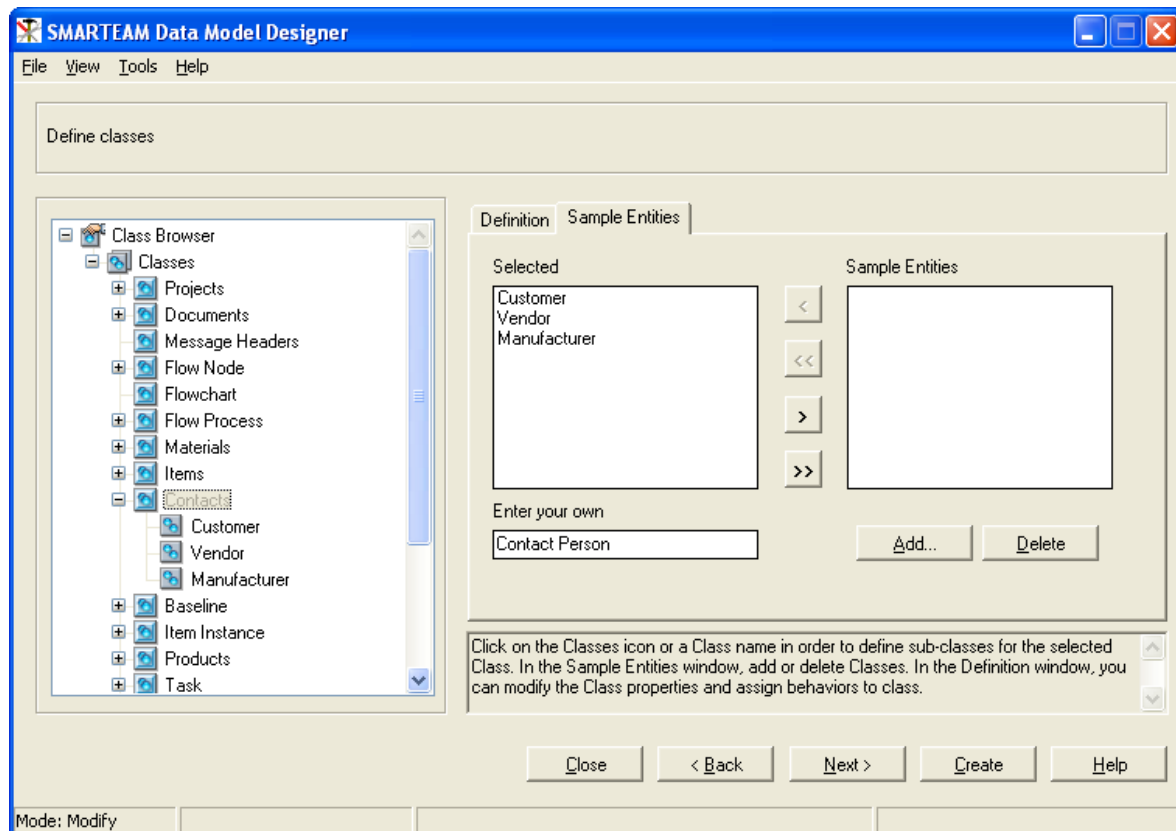 SMARTEAM Data Model Designer
File View Tools Help
Define classes
Class Browser
Classes
Projects
Documents
Message Headers
Flow Node
Flowchart
Flow Process
Materials
Items
Contacts
Customer
Vendor
Manufacturer
Baseline
Item Instance
Products
Task
Definition Sample Entities
Selected
Customer
Vendor
Manufacturer
<
<<
>
>>
Sample Entities
Enter your own
Contact Person
Add... Delete
Click on the Classes icon or a Class name in order to define sub-classes for the selected
Class. In the Sample Entities window, add or delete Classes. In the Definition window, you
can modify the Class properties and assign behaviors to class.
Close < Back Next > Create Help
Mode: Modify